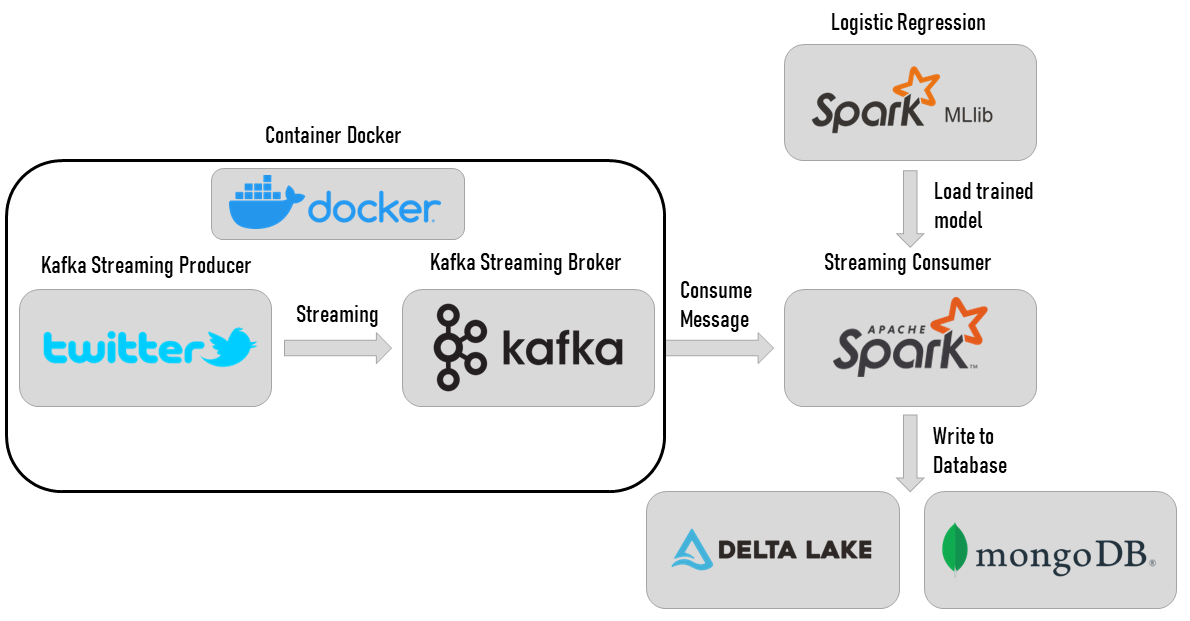 Logistic Regression
Spark MLlib
Container Docker
docker
Load trained
model
Kafka Streaming Producer
Kafka Streaming Broker
Streaming Consumer
Consume
Message
Streaming
twitter
kafka
APACHE
Spark™
Write to
Database
DELTA LAKE
mongoDB®